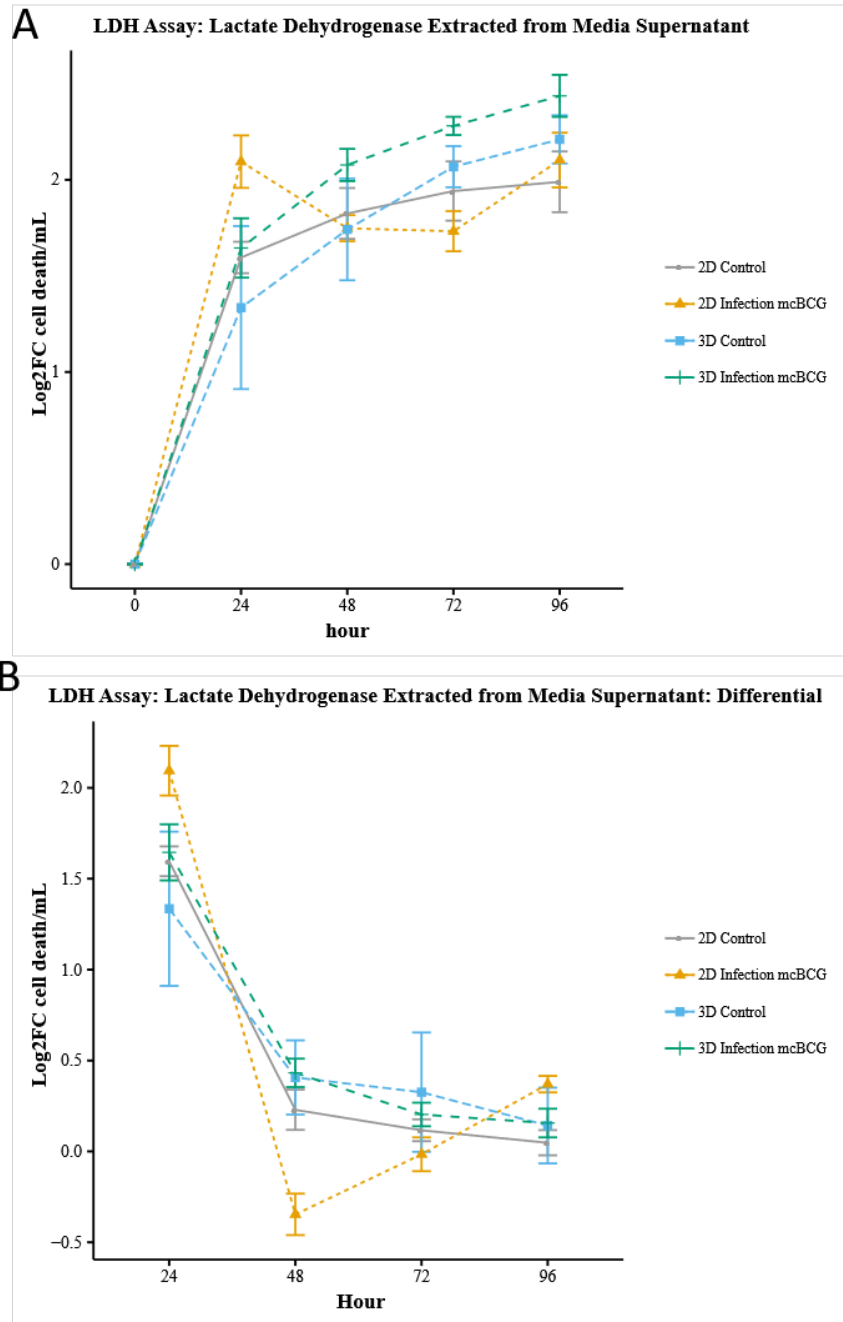 A
LDH Assay: Lactate Dehydrogenase Extracted from Media Supernatant
Log2FC cell death/mL
2
1
0
0 24 48 72 96
hour
2D Control
2D Infection mcBCG
3D Control
3D Infection mcBCG
B
LDH Assay: Lactate Dehydrogenase Extracted from Media Supernatant: Differential
Log2FC cell death/mL
2.0
1.5
1.0
0.5
0.0
−0.5
24 48 72 96
Hour
2D Control
2D Infection mcBCG
3D Control
3D Infection mcBCG